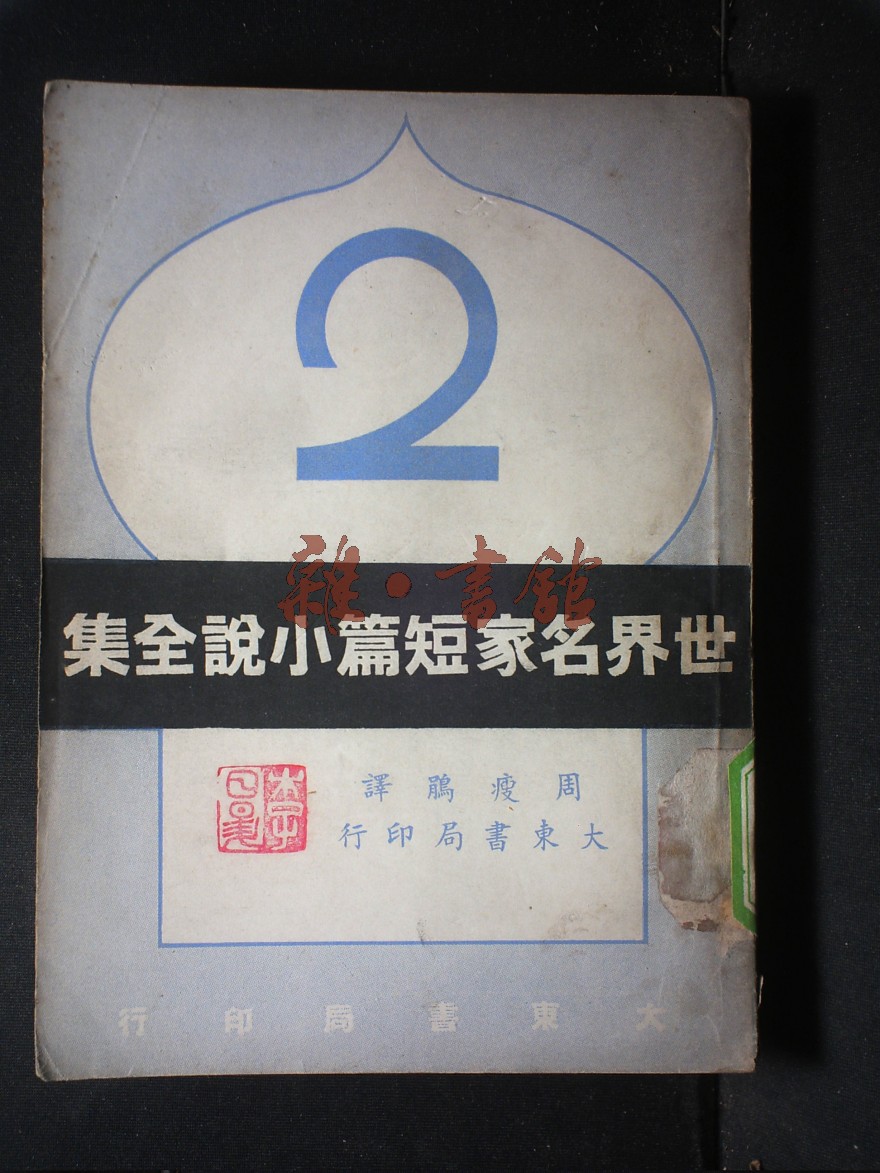 2
雜·書館
世界名家短篇小說全集
周瘦鵑譯
大東書局印行
大東書局印行